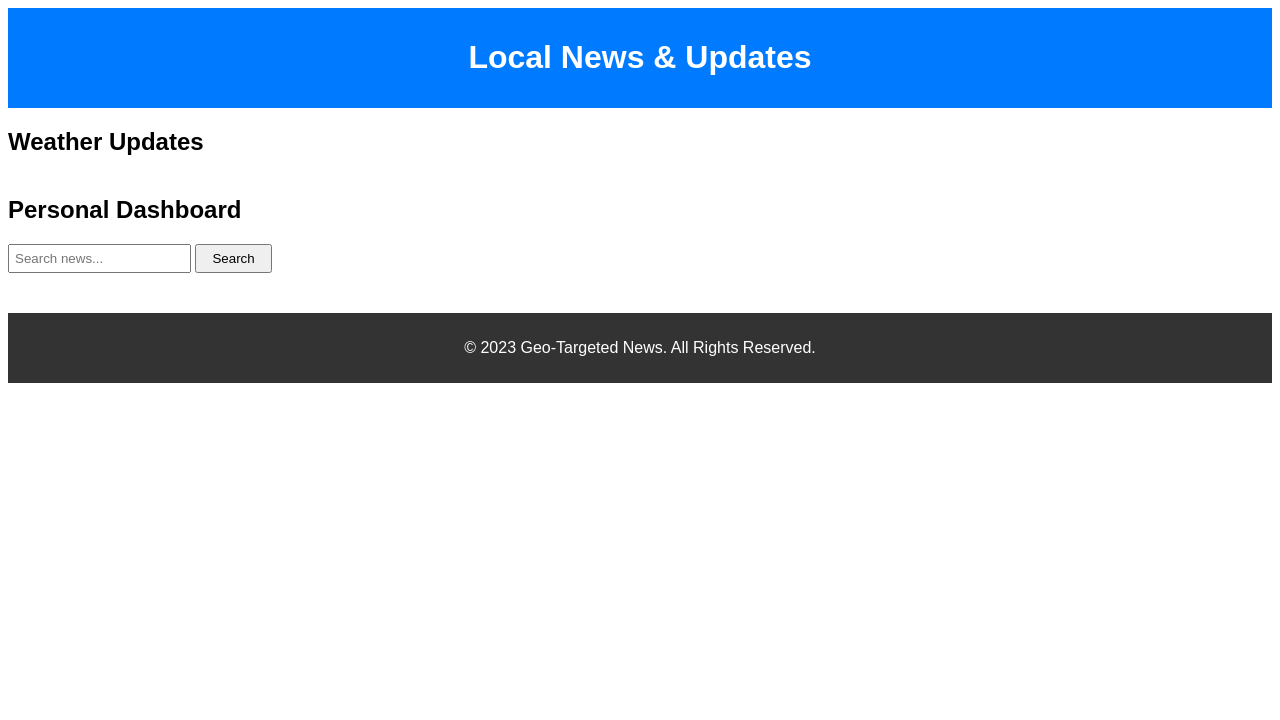 Local News & Updates
Weather Updates
Personal Dashboard
Search news...
Search
© 2023 Geo-Targeted News. All Rights Reserved.